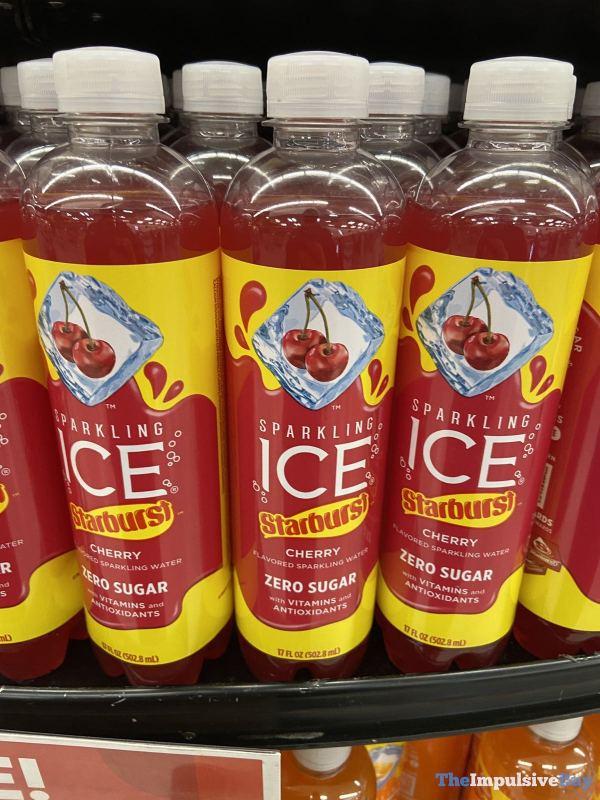 SPARKLING
ICE
Starburst
CHERRY
FLAVORED SPARKLING WATER
ZERO SUGAR
with VITAMINS and
ANTIOXIDANTS
17 FL OZ (502.8 mL)
TM
SPARKLING
ICE
Starburst
CHERRY
FLAVORED SPARKLING WATER
ZERO SUGAR
with VITAMINS and
ANTIOXIDANTS
17 FL OZ (502.8 mL)
TM
SPARKLING
ICE®
Starburst
CHERRY
FLAVORED SPARKLING WATER
ZERO SUGAR
with VITAMINS and
ANTIOXIDANTS
17 FL OZ (502.8 mL)
TheImpulsiveBuy